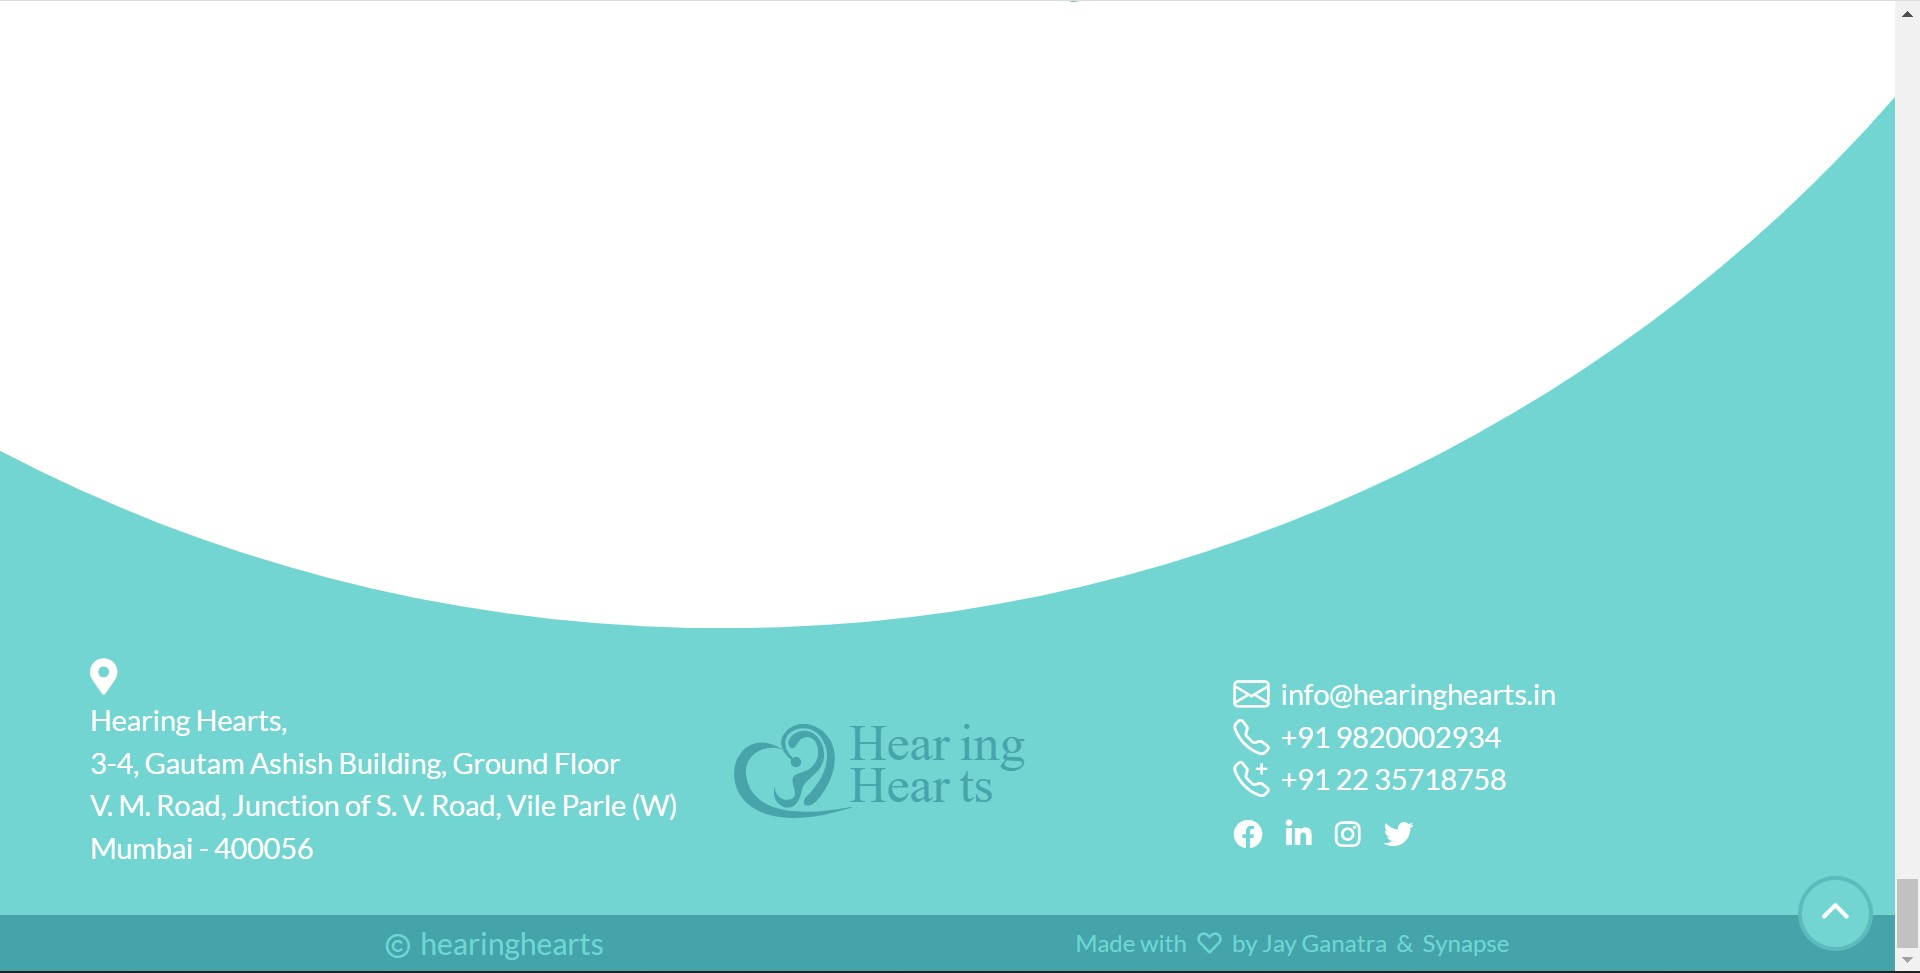 Hearing Hearts,
3-4, Gautam Ashish Building, Ground Floor
V. M. Road, Junction of S. V. Road, Vile Parle (W)
Mumbai - 400056
Hear ing
Hear ts
info@hearinghearts.in
+91 9820002934
+91 22 35718758
© hearinghearts
Made with ♡ by Jay Ganatra & Synapse